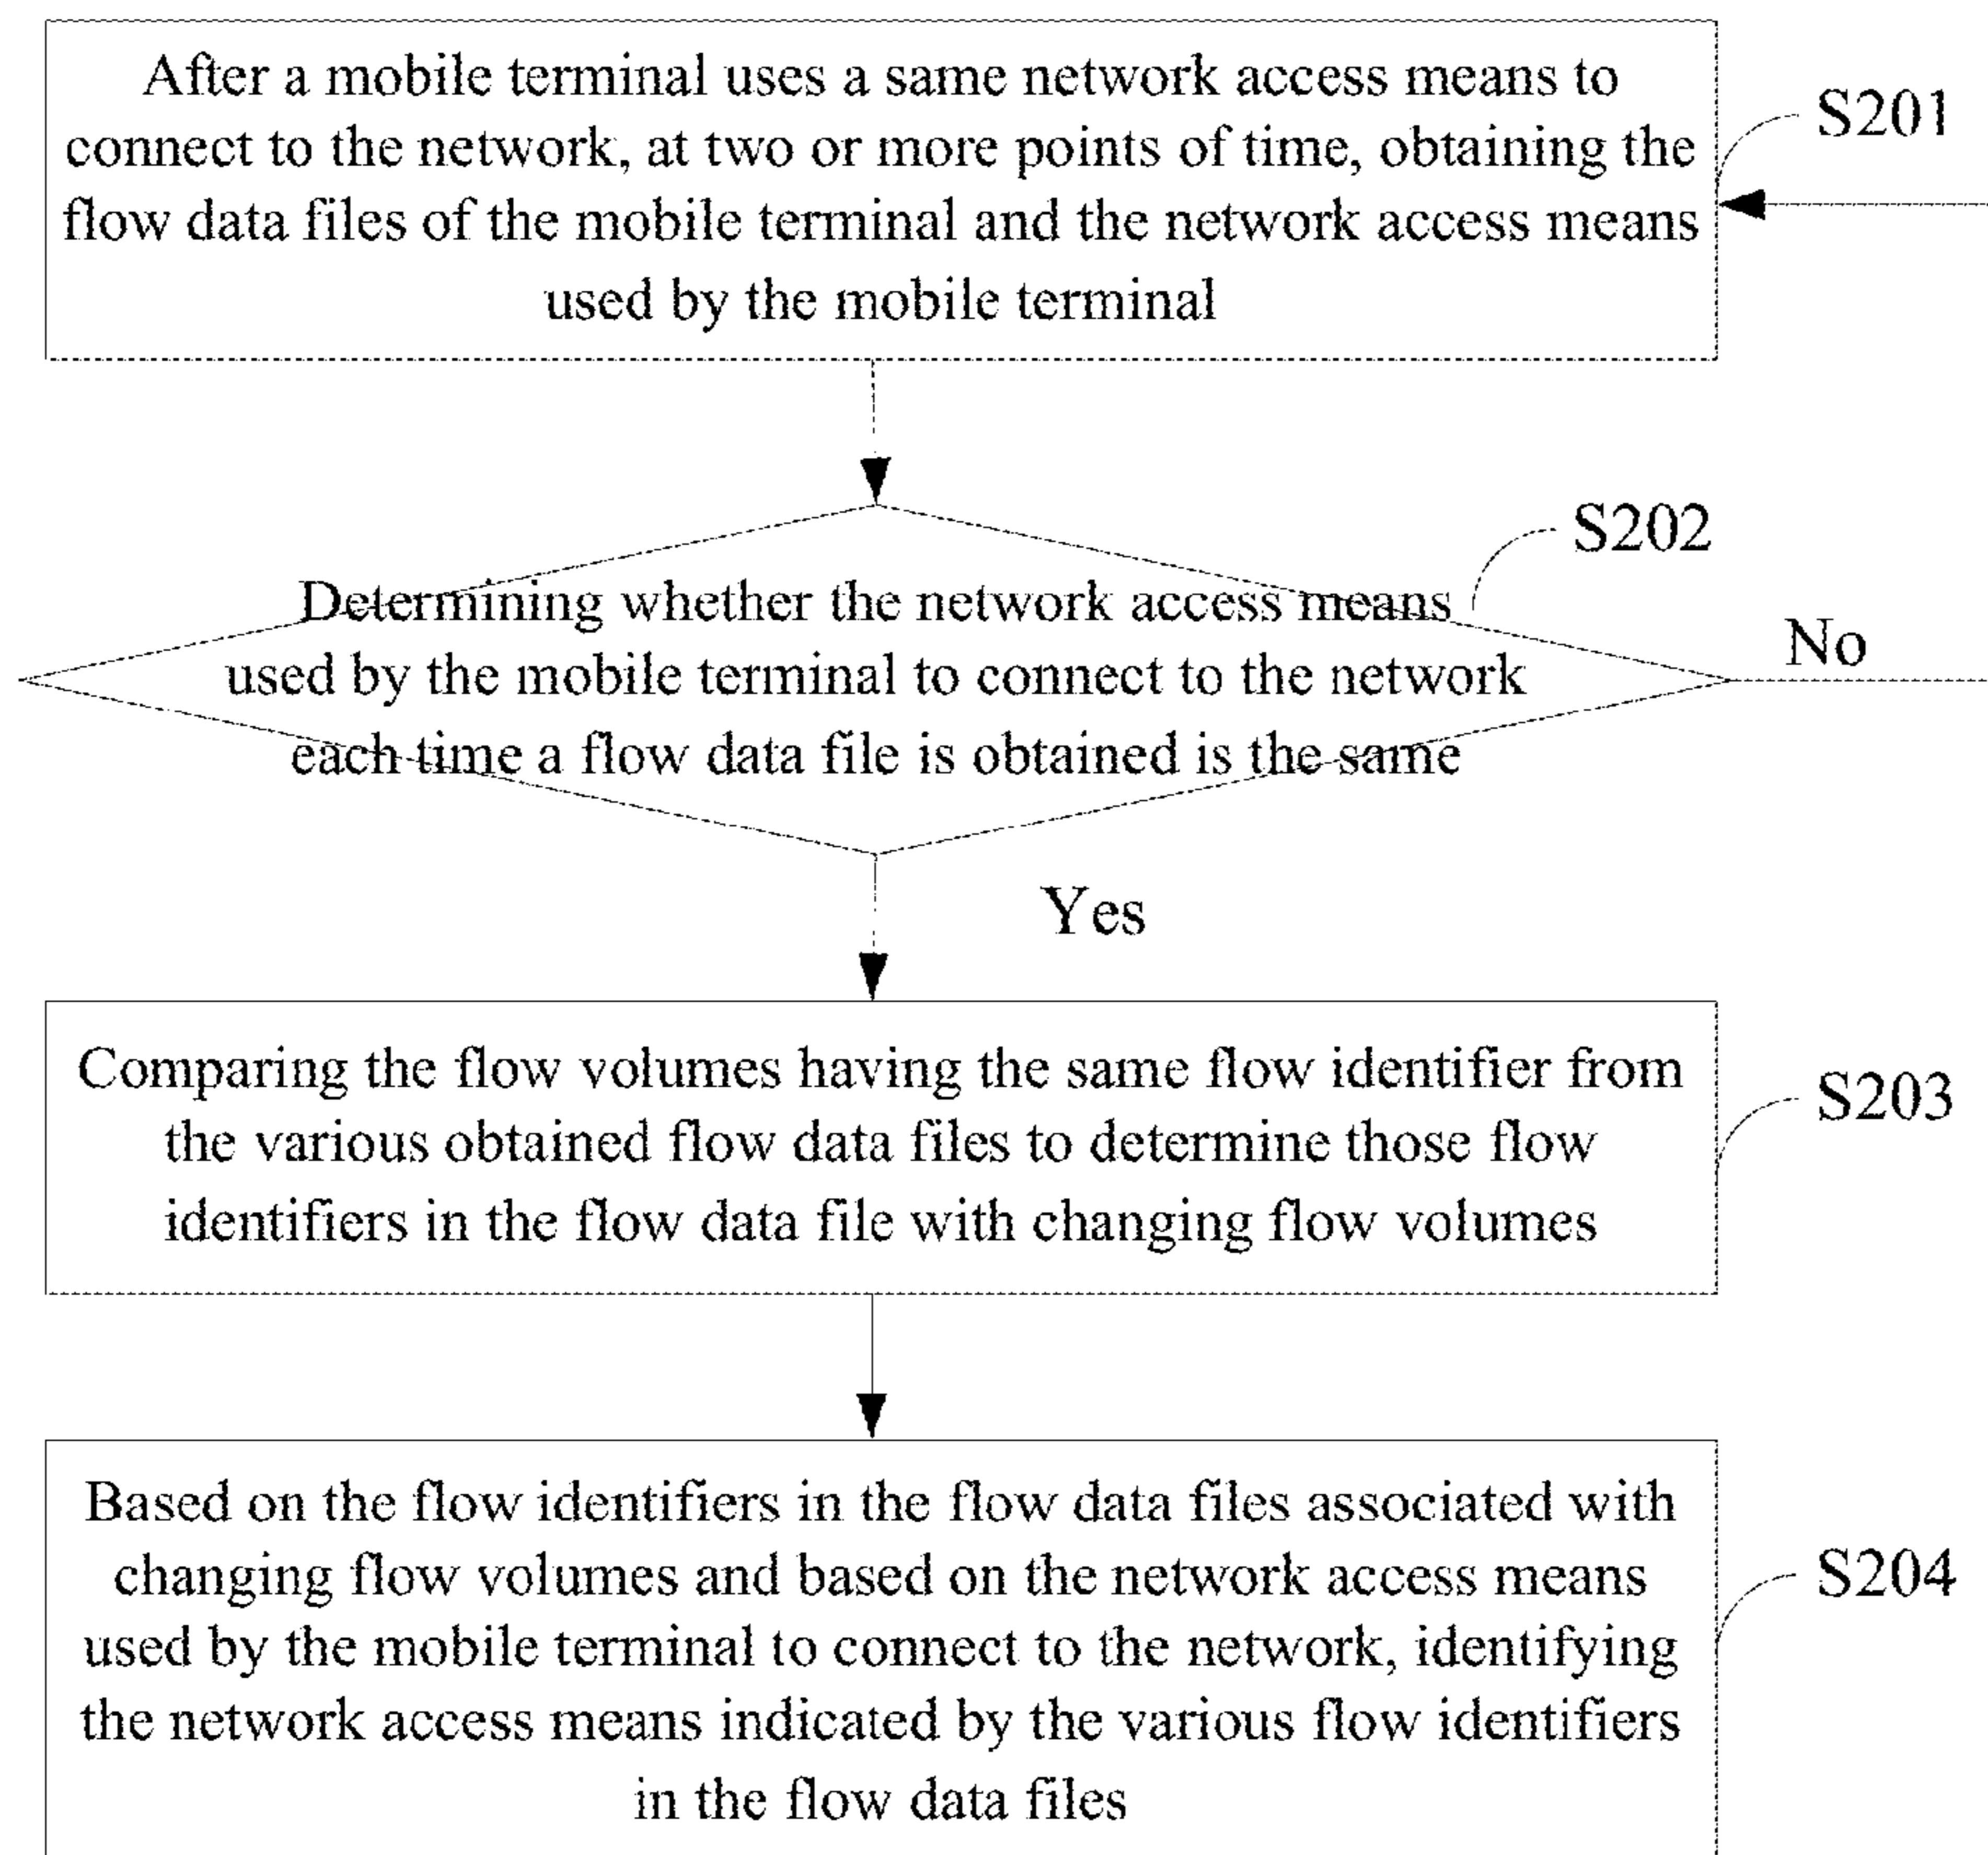 After a mobile terminal uses a same network access means to
connect to the network, at two or more points of time, obtaining the
flow data files of the mobile terminal and the network access means
used by the mobile terminal
S201
S202
Determining whether the network access means
used by the mobile terminal to connect to the network
each time a flow data file is obtained is the same
No
Yes
Comparing the flow volumes having the same flow identifier from
the various obtained flow data files to determine those flow
identifiers in the flow data file with changing flow volumes
S203
Based on the flow identifiers in the flow data files associated with
changing flow volumes and based on the network access means
used by the mobile terminal to connect to the network, identifying
the network access means indicated by the various flow identifiers
in the flow data files
S204